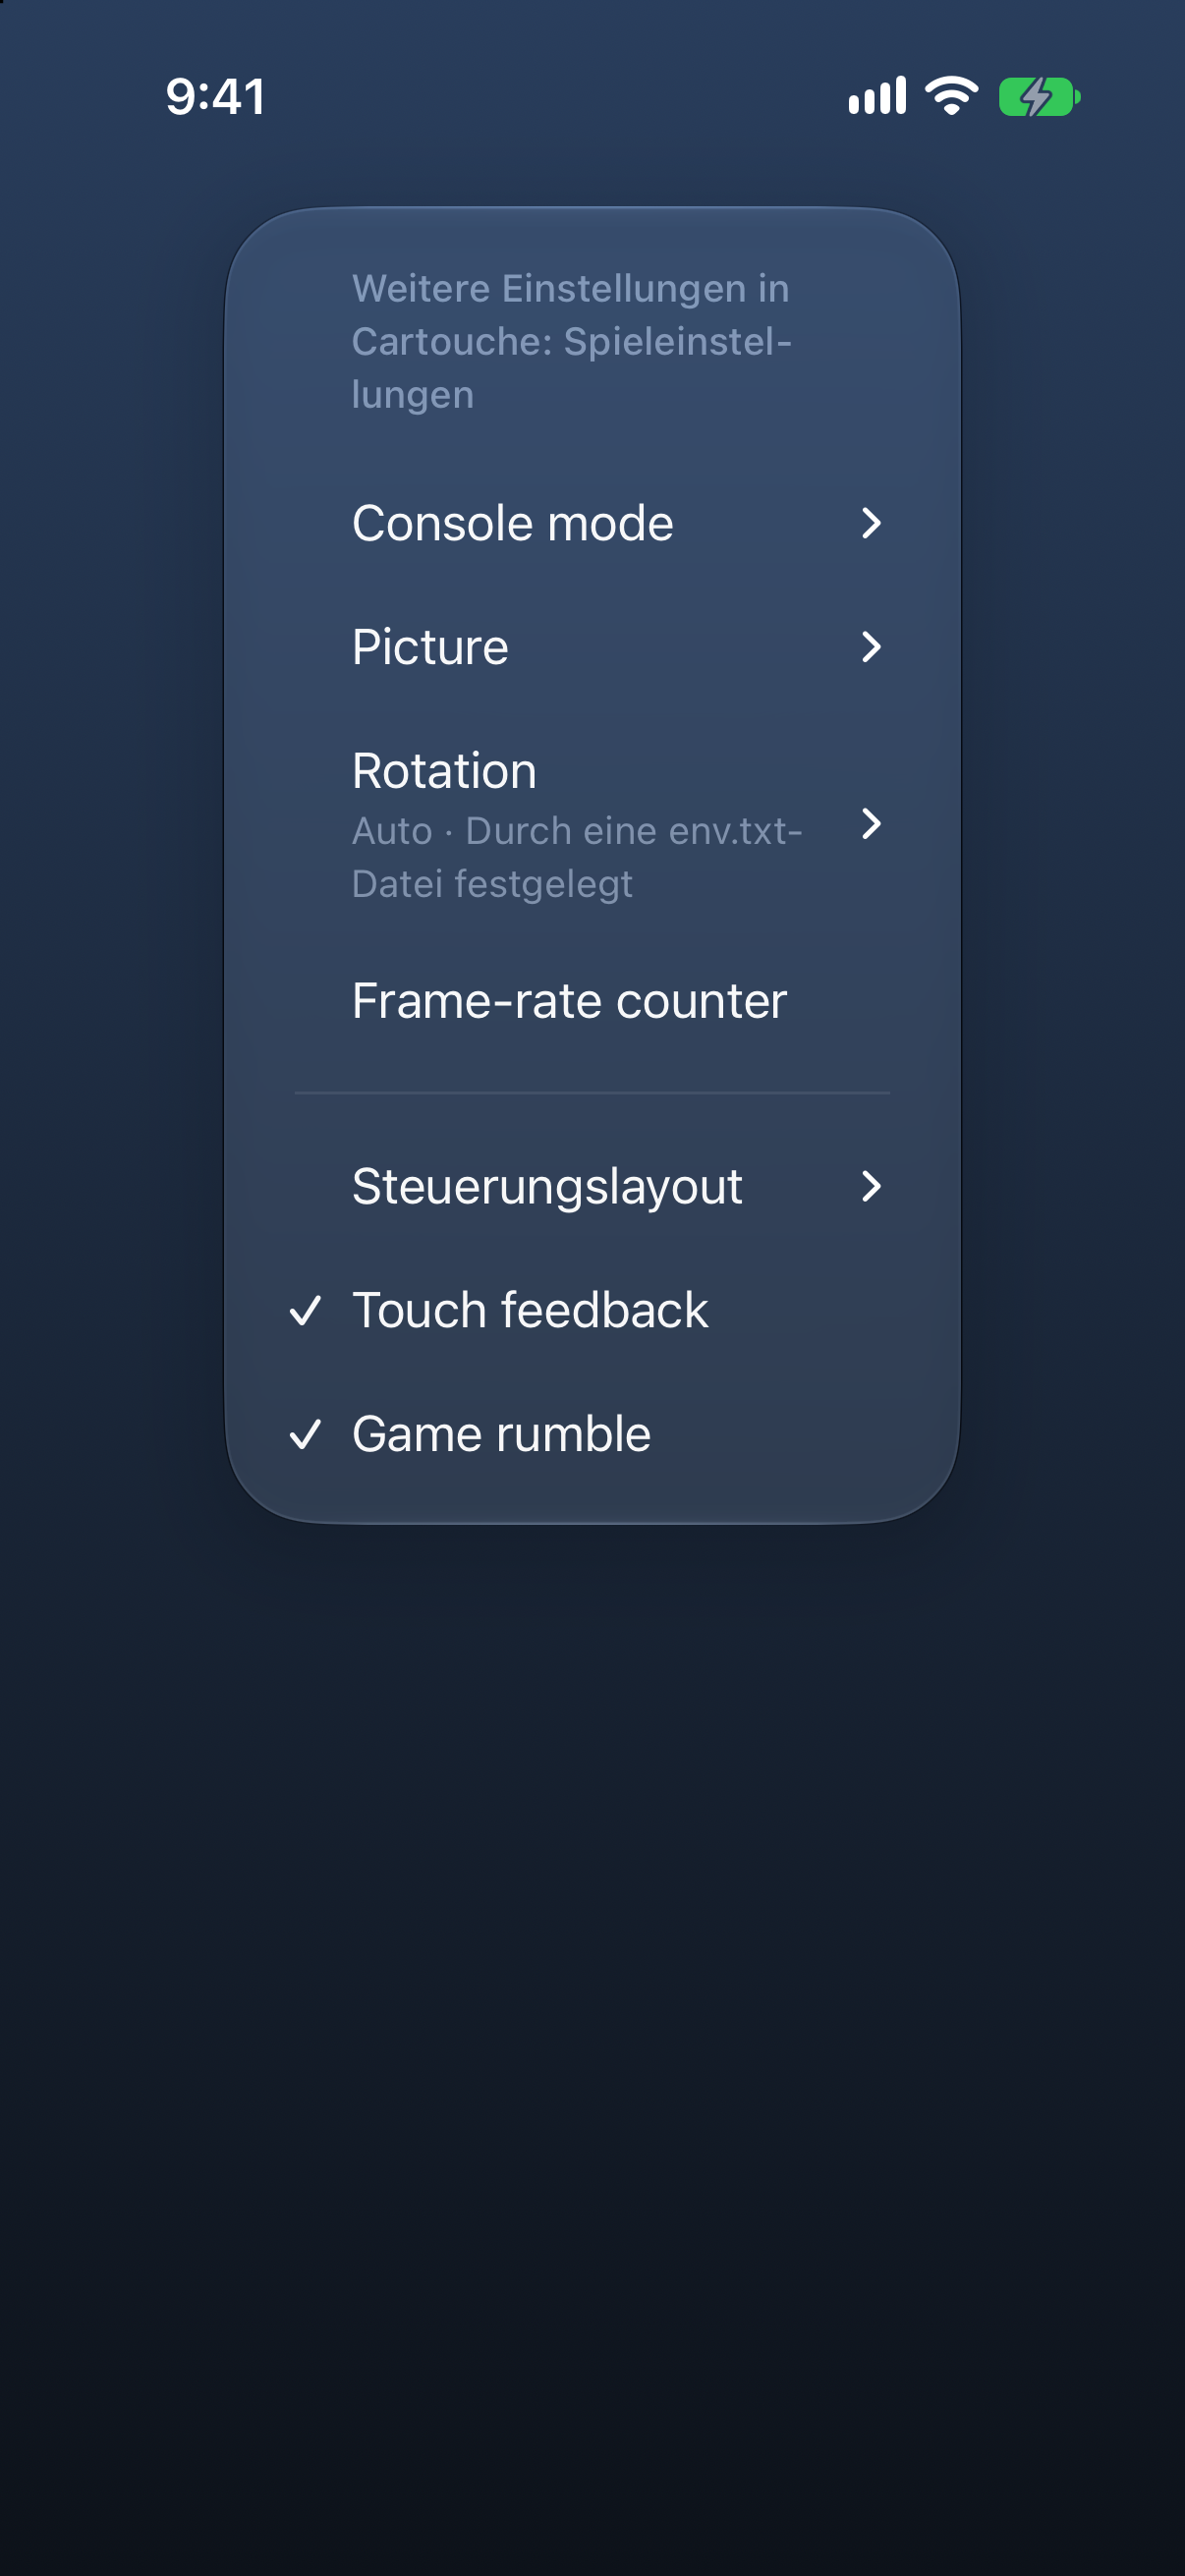 9:41
Weitere Einstellungen in
Cartouche: Spieleinstel-
lungen
Console mode
Picture
Rotation
Auto · Durch eine env.txt-
Datei festgelegt
Frame-rate counter
Steuerungslayout
Touch feedback
Game rumble